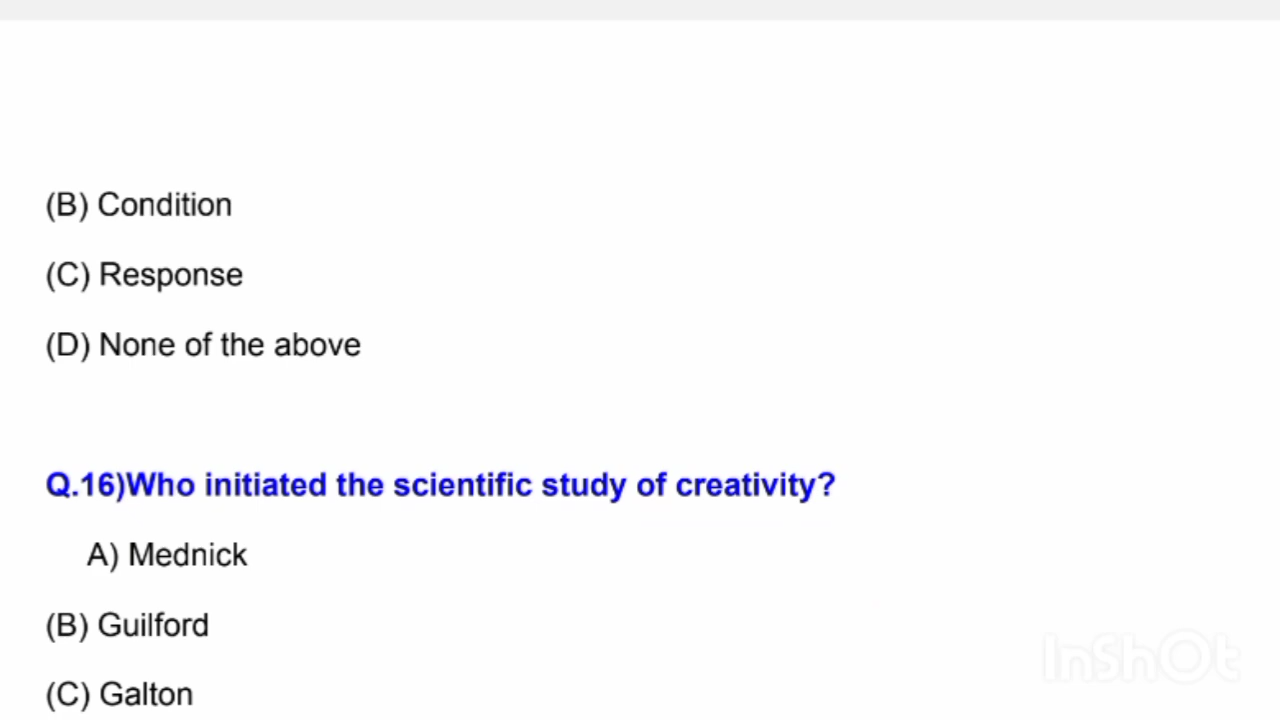 (B) Condition
(C) Response
(D) None of the above
Q.16)Who initiated the scientific study of creativity?
A) Mednick
(B) Guilford
(C) Galton
InShOt